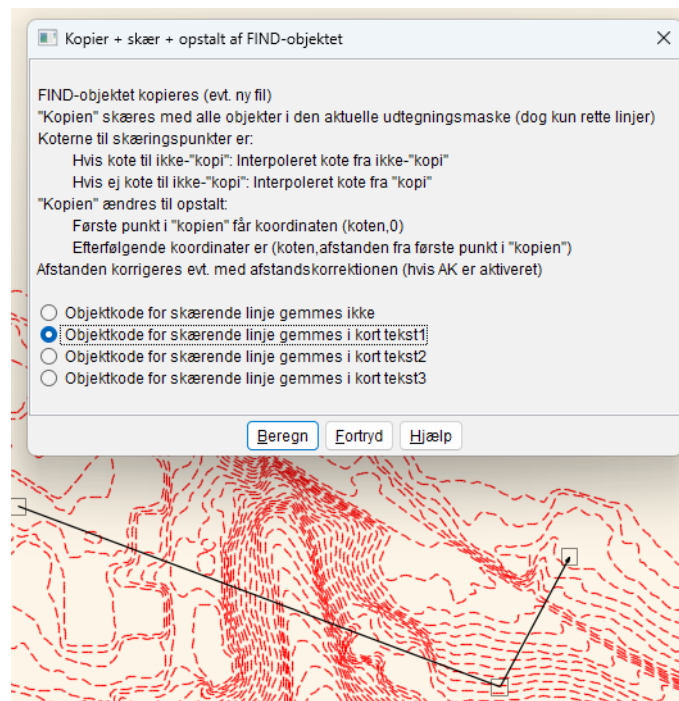 Kopier + skær + opstalt af FIND-objektet
FIND-objektet kopieres (evt. ny fil)
"Kopien" skæres med alle objekter i den aktuelle udtegningsmaske (dog kun rette linjer)
Koterne til skæringspunkter er:
Hvis kote til ikke-"kopi": Interpoleret kote fra ikke-"kopi"
Hvis ej kote til ikke-"kopi": Interpoleret kote fra "kopi"
"Kopien" ændres til opstalt:
Første punkt i "kopien" får koordinaten (koten,0)
Efterfølgende koordinater er (koten,afstanden fra første punkt i "kopien")
Afstanden korrigeres evt. med afstandskorrektionen (hvis AK er aktiveret)
Objektkode for skærende linje gemmes ikke
Objektkode for skærende linje gemmes i kort tekst1
Objektkode for skærende linje gemmes i kort tekst2
Objektkode for skærende linje gemmes i kort tekst3
Beregn Fortryd Hjælp